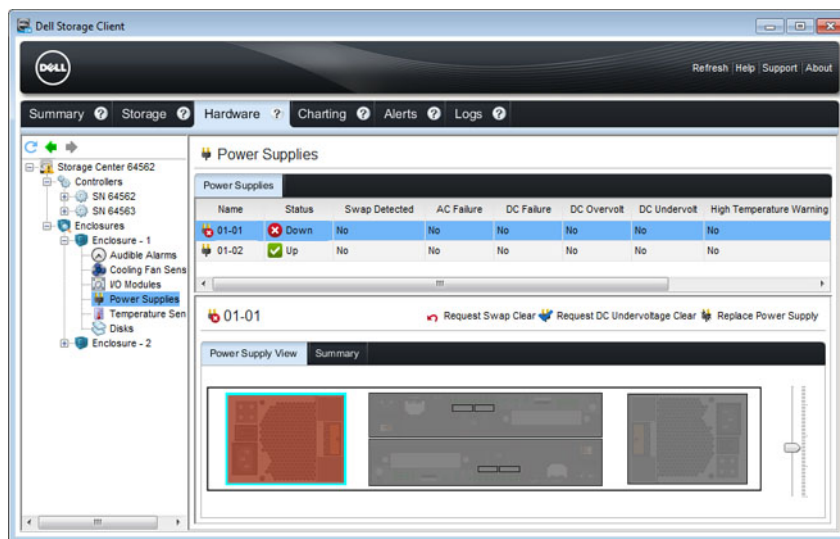 Dell Storage Client
DELL
Refresh Help Support About
Summary ? Storage ? Hardware ? Charting ? Alerts ? Logs ?
Storage Center 64562
Controllers
SN 64562
SN 64563
Enclosures
Enclosure - 1
Audible Alarms
Cooling Fan Sens
I/O Modules
Power Supplies
Temperature Sen
Disks
Enclosure - 2
Power Supplies
Power Supplies
Name Status Swap Detected AC Failure DC Failure DC Overvolt DC Undervolt High Temperature Warning
01-01 Down No No No No No No
01-02 Up No No No No No No
01-01 Request Swap Clear Request DC Undervoltage Clear Replace Power Supply
Power Supply View Summary